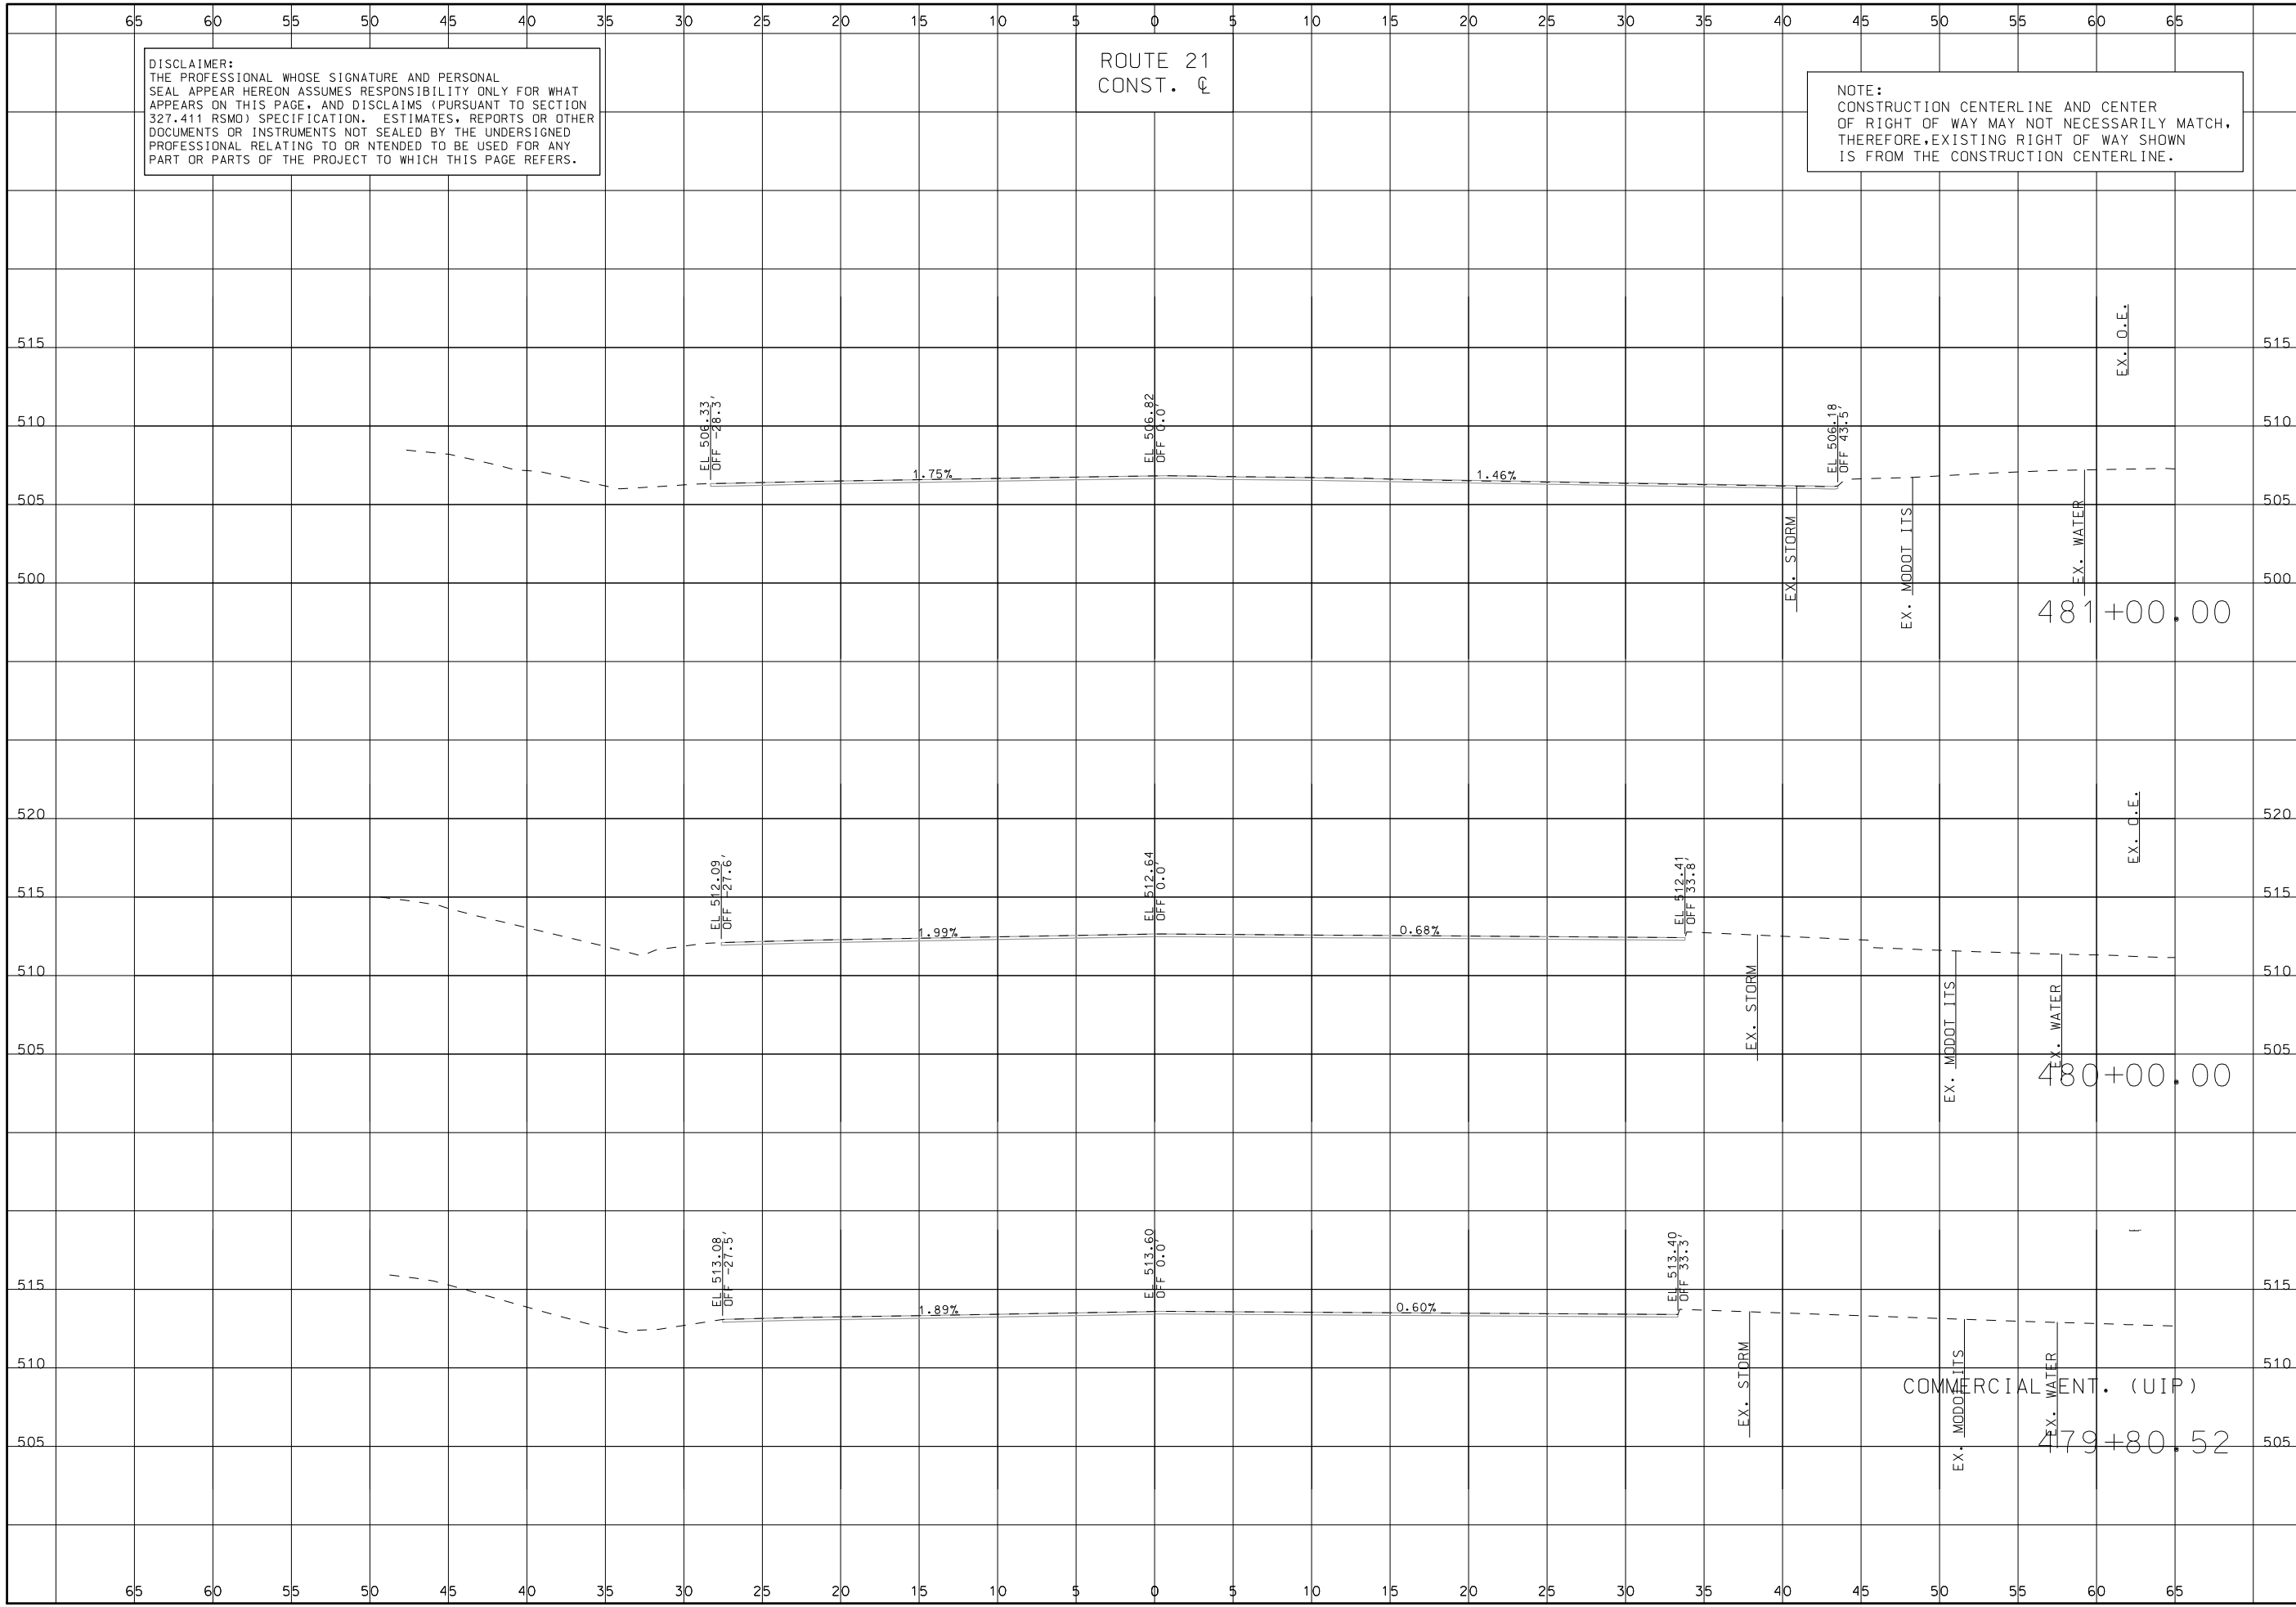 65 60 55 50 45 40 35 30 25 20 15 10 5 0 5 10 15 20 25 30 35 40 45 50 55 60 65
DISCLAIMER:
THE PROFESSIONAL WHOSE SIGNATURE AND PERSONAL
SEAL APPEAR HEREON ASSUMES RESPONSIBILITY ONLY FOR WHAT
APPEARS ON THIS PAGE, AND DISCLAIMS (PURSUANT TO SECTION
327.411 RSMO) SPECIFICATION. ESTIMATES, REPORTS OR OTHER
DOCUMENTS OR INSTRUMENTS NOT SEALED BY THE UNDERSIGNED
PROFESSIONAL RELATING TO OR NTENDED TO BE USED FOR ANY
PART OR PARTS OF THE PROJECT TO WHICH THIS PAGE REFERS.
ROUTE 21
CONST. ℄
NOTE:
CONSTRUCTION CENTERLINE AND CENTER
OF RIGHT OF WAY MAY NOT NECESSARILY MATCH,
THEREFORE,EXISTING RIGHT OF WAY SHOWN
IS FROM THE CONSTRUCTION CENTERLINE.
EX. O.E.
515 515
510 510
EL 506.33
OFF -28.3'
EL 506.82
OFF 0.0'
EL 506.18
OFF 43.5'
1.75%
1.46%
505 505
EX. STORM
EX. MODOT ITS
EX. WATER
500 500
481+00.00
EX. O.E.
520 520
515 515
EL 512.09
OFF -27.6'
EL 512.64
OFF 0.0'
EL 512.41
OFF 33.8'
1.99%
0.68%
510 510
EX. STORM
EX. MODOT ITS
EX. WATER
505 505
480+00.00
EL 513.08
OFF -27.5'
EL 513.60
OFF 0.0'
EL 513.40
OFF 33.3'
515 515
1.89%
0.60%
510 510
EX. STORM
EX. MODOT ITS
EX. WATER
COMMERCIAL ENT. (UIP)
505 505
479+80.52
65 60 55 50 45 40 35 30 25 20 15 10 5 0 5 10 15 20 25 30 35 40 45 50 55 60 65